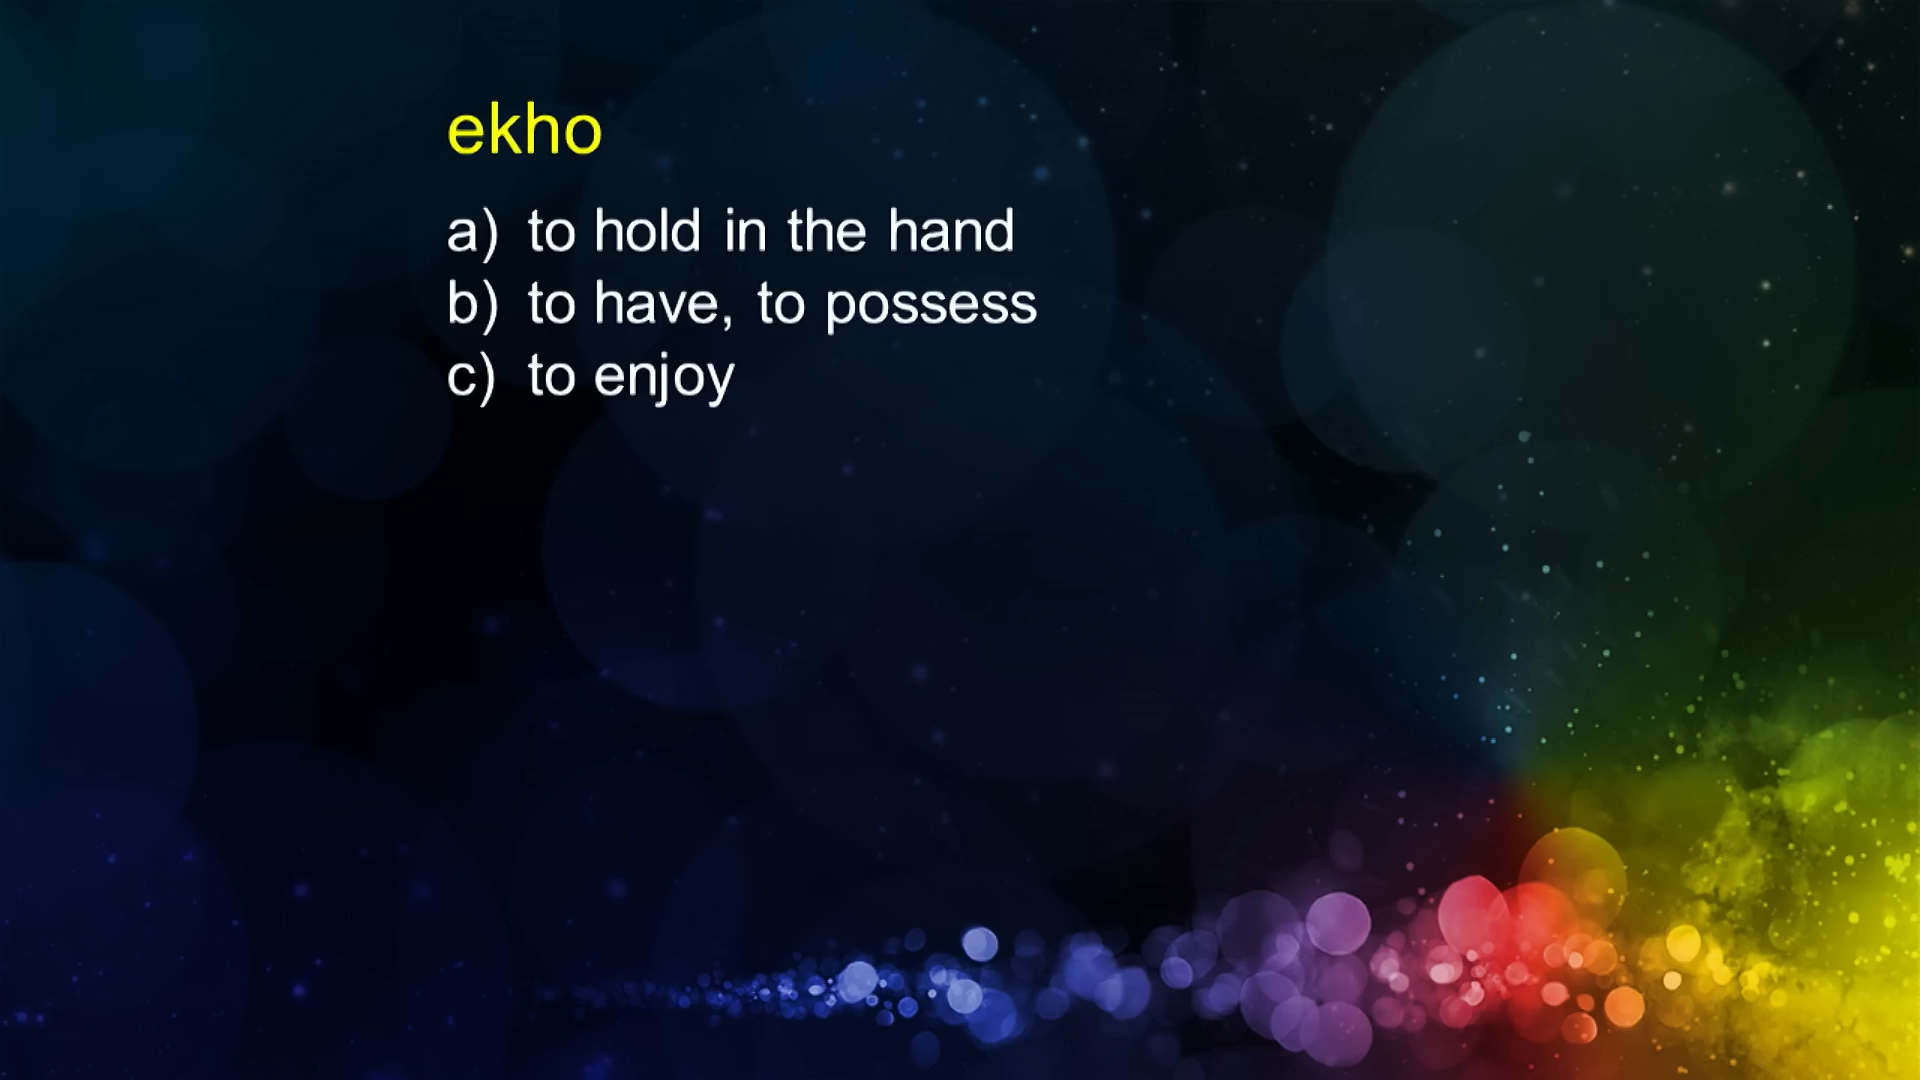 ekho
a) to hold in the hand
b) to have, to possess
c) to enjoy